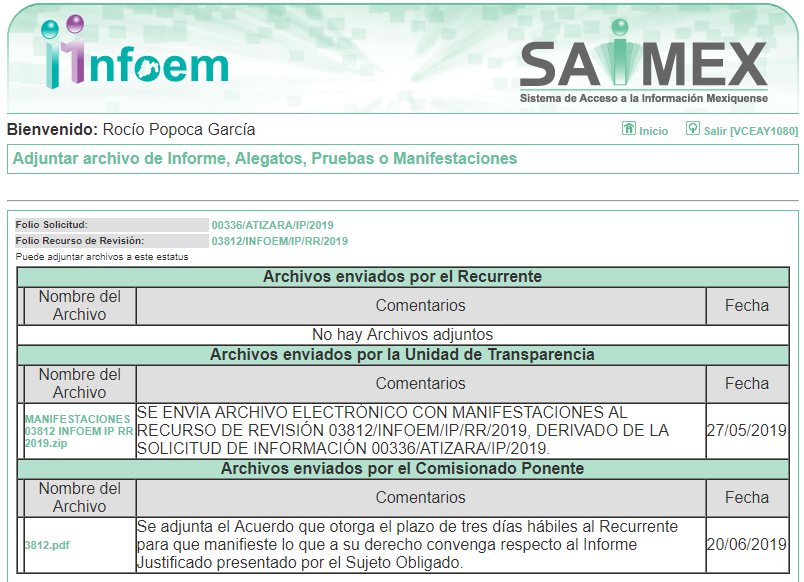 infoem
SAIMEX
Sistema de Acceso a la Información Mexiquense
Bienvenido: Rocío Popoca García
Inicio Salir [VCEAY1080]
Adjuntar archivo de Informe, Alegatos, Pruebas o Manifestaciones
Folio Solicitud: 00336/ATIZARA/IP/2019
Folio Recurso de Revisión: 03812/INFOEM/IP/RR/2019
Puede adjuntar archivos a este estatus
Archivos enviados por el Recurrente
Nombre del
Archivo
Comentarios
Fecha
No hay Archivos adjuntos
Archivos enviados por la Unidad de Transparencia
Nombre del
Archivo
Comentarios
Fecha
MANIFESTACIONES
03812 INFOEM IP RR
2019.zip
SE ENVÍA ARCHIVO ELECTRÓNICO CON MANIFESTACIONES AL
RECURSO DE REVISIÓN 03812/INFOEM/IP/RR/2019, DERIVADO DE LA
SOLICITUD DE INFORMACIÓN 00336/ATIZARA/IP/2019.
27/05/2019
Archivos enviados por el Comisionado Ponente
Nombre del
Archivo
Comentarios
Fecha
3812.pdf
Se adjunta el Acuerdo que otorga el plazo de tres días hábiles al Recurrente
para que manifieste lo que a su derecho convenga respecto al Informe
Justificado presentado por el Sujeto Obligado.
20/06/2019